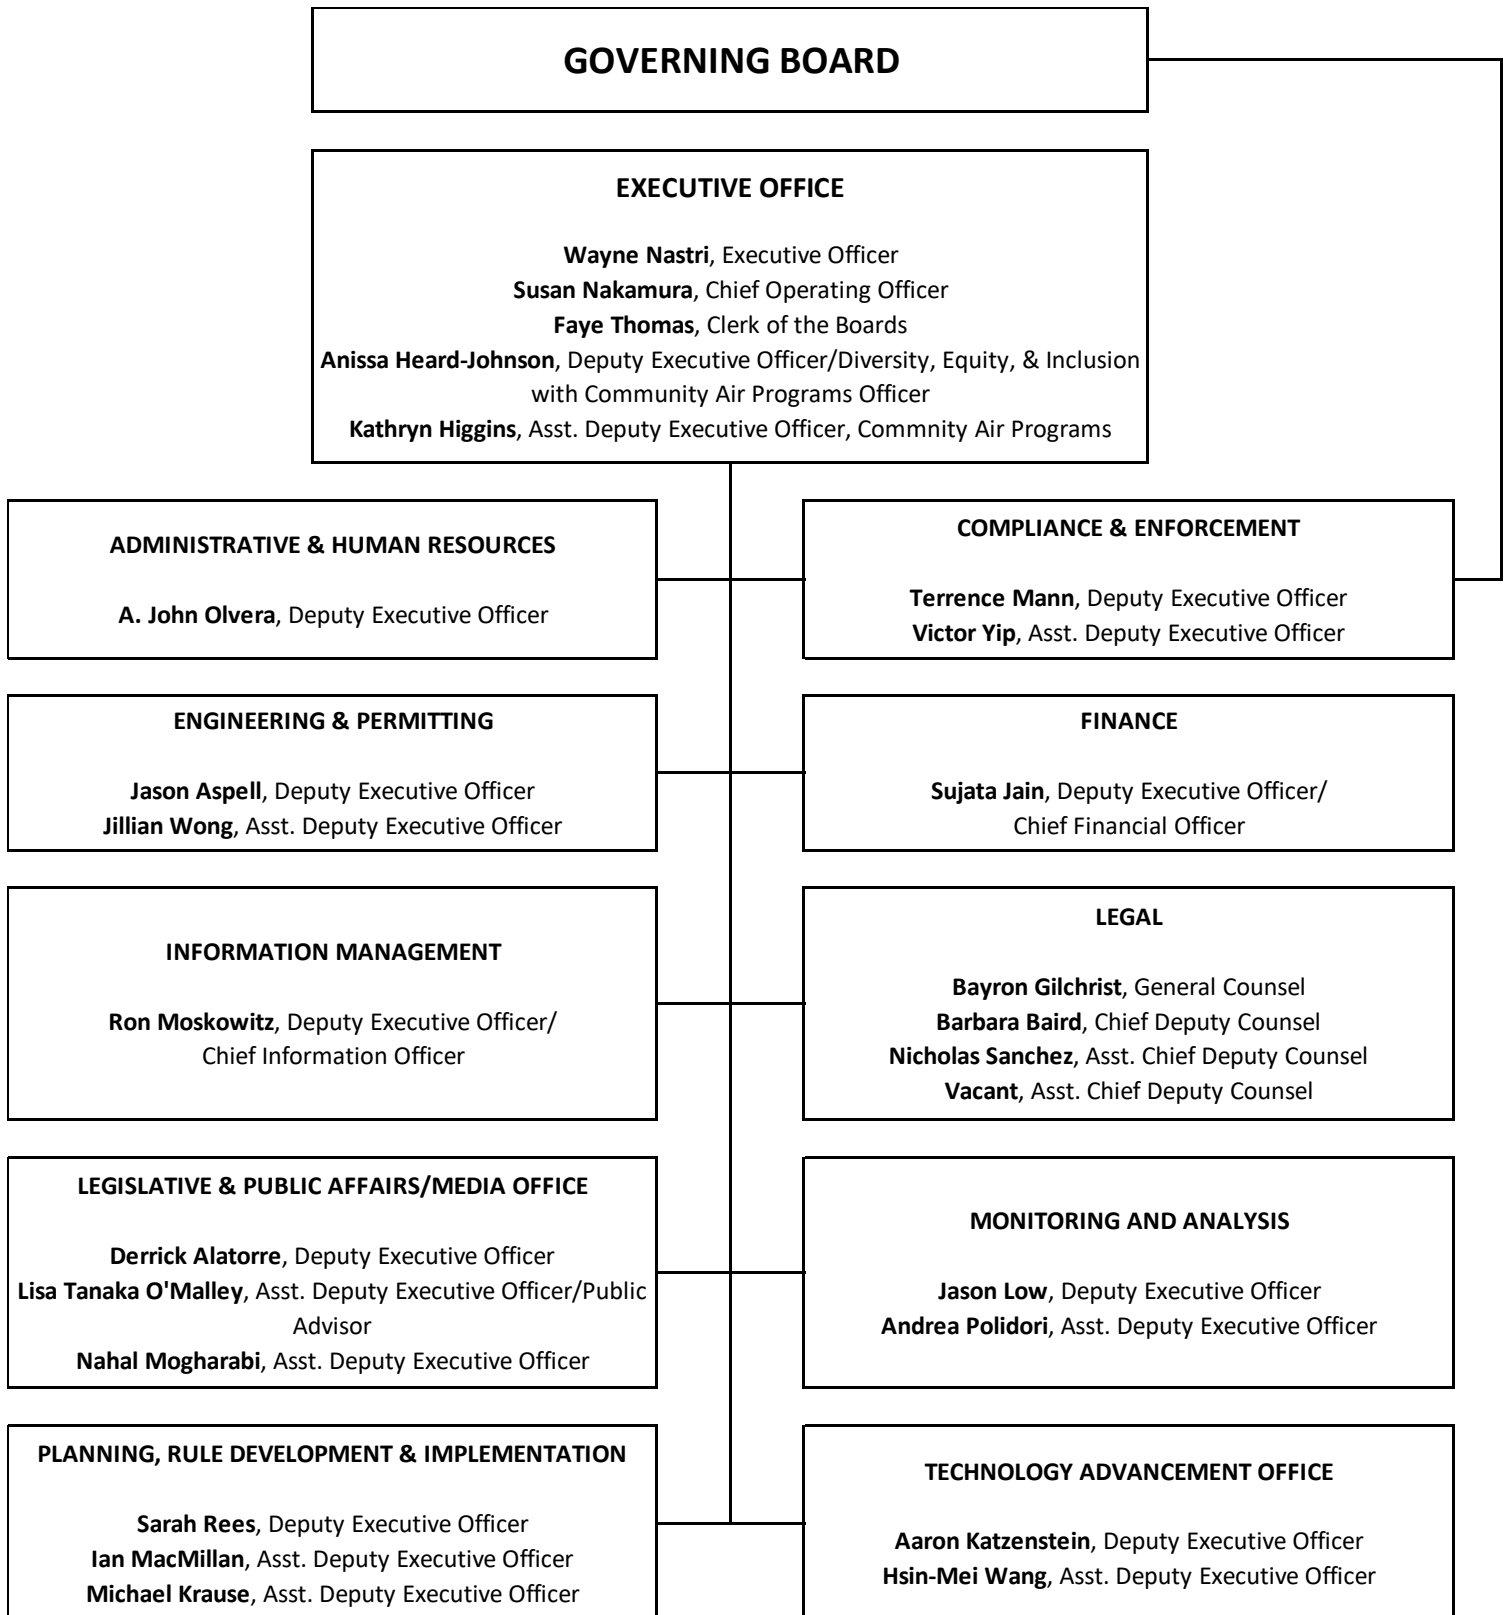 GOVERNING BOARD
EXECUTIVE OFFICE
Wayne Nastri, Executive Officer
Susan Nakamura, Chief Operating Officer
Faye Thomas, Clerk of the Boards
Anissa Heard-Johnson, Deputy Executive Officer/Diversity, Equity, & Inclusion
with Community Air Programs Officer
Kathryn Higgins, Asst. Deputy Executive Officer, Commnity Air Programs
ADMINISTRATIVE & HUMAN RESOURCES
A. John Olvera, Deputy Executive Officer
COMPLIANCE & ENFORCEMENT
Terrence Mann, Deputy Executive Officer
Victor Yip, Asst. Deputy Executive Officer
ENGINEERING & PERMITTING
Jason Aspell, Deputy Executive Officer
Jillian Wong, Asst. Deputy Executive Officer
FINANCE
Sujata Jain, Deputy Executive Officer/
Chief Financial Officer
INFORMATION MANAGEMENT
Ron Moskowitz, Deputy Executive Officer/
Chief Information Officer
LEGAL
Bayron Gilchrist, General Counsel
Barbara Baird, Chief Deputy Counsel
Nicholas Sanchez, Asst. Chief Deputy Counsel
Vacant, Asst. Chief Deputy Counsel
LEGISLATIVE & PUBLIC AFFAIRS/MEDIA OFFICE
Derrick Alatorre, Deputy Executive Officer
Lisa Tanaka O'Malley, Asst. Deputy Executive Officer/Public
Advisor
Nahal Mogharabi, Asst. Deputy Executive Officer
MONITORING AND ANALYSIS
Jason Low, Deputy Executive Officer
Andrea Polidori, Asst. Deputy Executive Officer
PLANNING, RULE DEVELOPMENT & IMPLEMENTATION
Sarah Rees, Deputy Executive Officer
Ian MacMillan, Asst. Deputy Executive Officer
Michael Krause, Asst. Deputy Executive Officer
TECHNOLOGY ADVANCEMENT OFFICE
Aaron Katzenstein, Deputy Executive Officer
Hsin-Mei Wang, Asst. Deputy Executive Officer